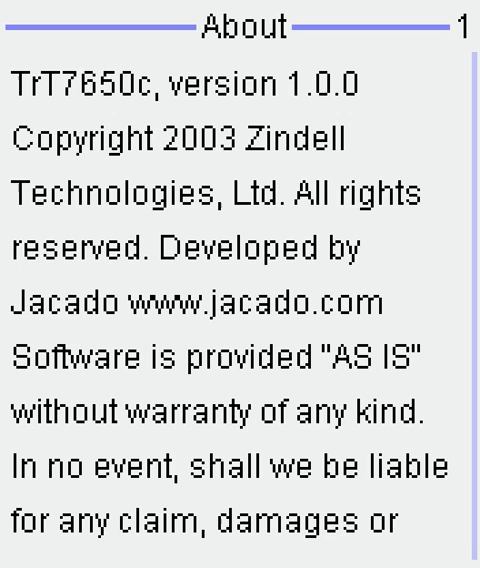 About 1
TrT7650c, version 1.0.0
Copyright 2003 Zindell
Technologies, Ltd. All rights
reserved. Developed by
Jacado www.jacado.com
Software is provided "AS IS"
without warranty of any kind.
In no event, shall we be liable
for any claim, damages or